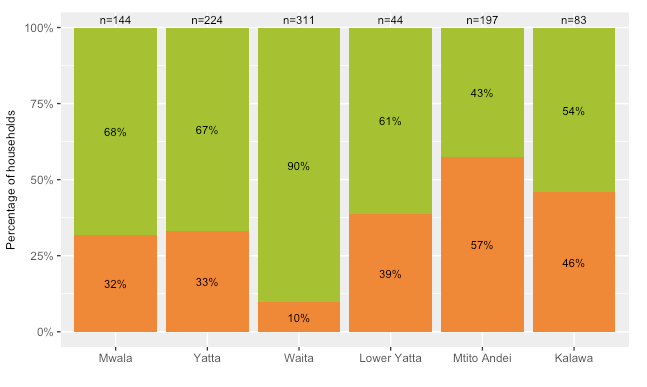 n=144 n=224 n=311 n=44 n=197 n=83
100%
75%
50%
25%
0%
Percentage of households
68% 67% 90% 61% 43% 54%
32% 33% 10% 39% 57% 46%
Mwala Yatta Waita Lower Yatta Mtito Andei Kalawa